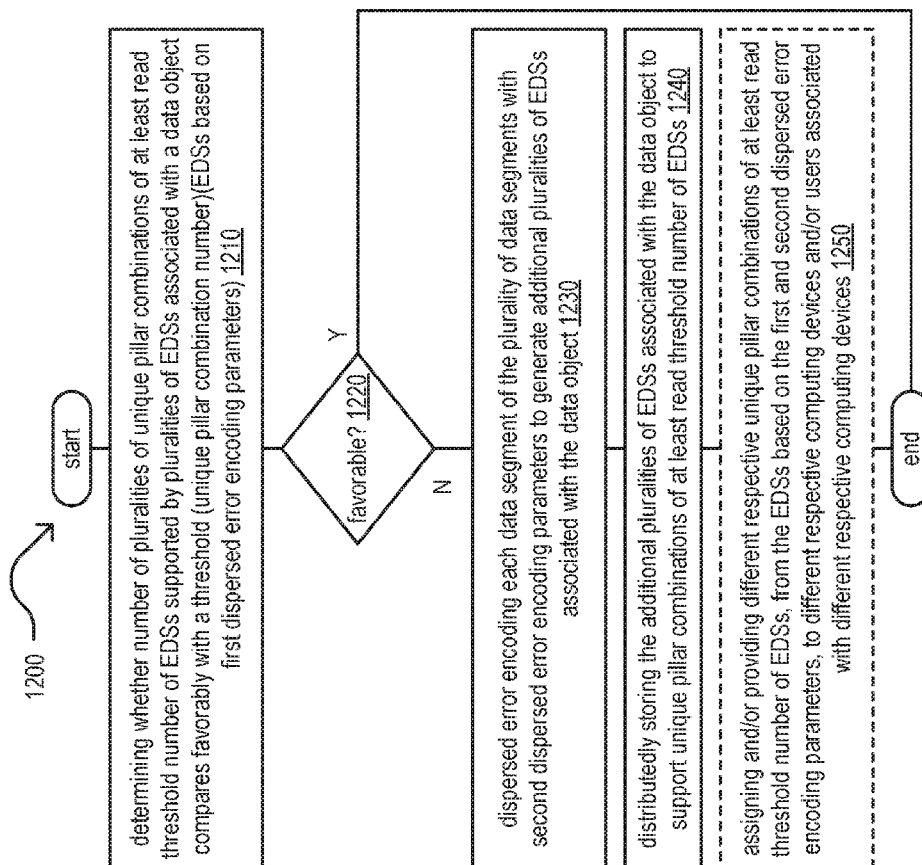 1200
start
determining whether number of pluralities of unique pillar combinations of at least read
threshold number of EDSs supported by pluralities of EDSs associated with a data object
compares favorably with a threshold (unique pillar combination number)(EDSs based on
first dispersed error encoding parameters) 1210
favorable? 1220
Y
N
dispersed error encoding each data segment of the plurality of data segments with
second dispersed error encoding parameters to generate additional pluralities of EDSs
associated with the data object 1230
distributedly storing the additional pluralities of EDSs associated with the data object to
support unique pillar combinations of at least read threshold number of EDSs 1240
assigning and/or providing different respective unique pillar combinations of at least read
threshold number of EDSs, from the EDSs based on the first and second dispersed error
encoding parameters, to different respective computing devices and/or users associated
with different respective computing devices 1250
end